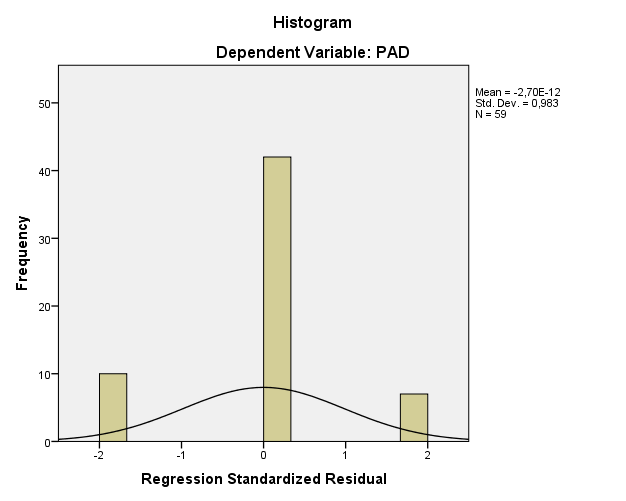 Histogram
Dependent Variable: PAD
Mean = -2,70E-12
Std. Dev. = 0,983
N = 59
Frequency
50
40
30
20
10
0
-2 -1 0 1 2
Regression Standardized Residual